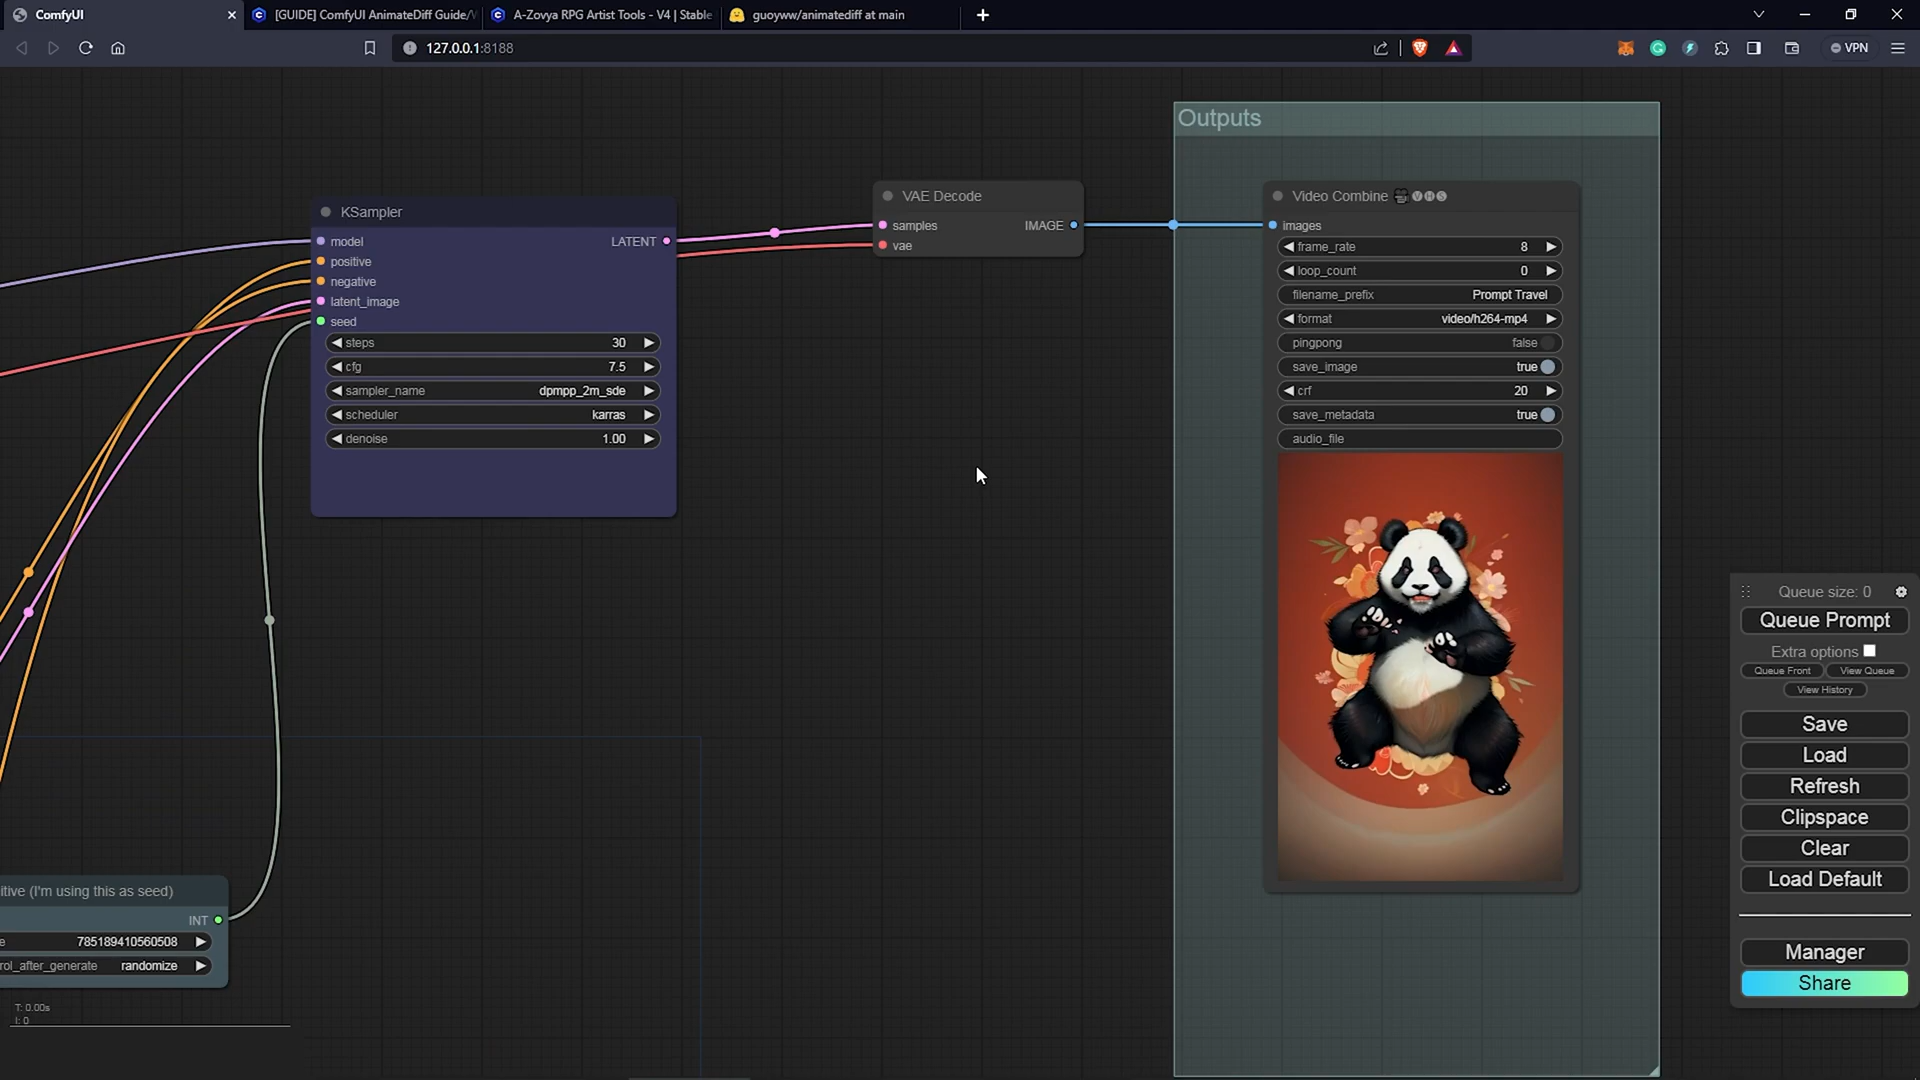 ComfyUI
[GUIDE] ComfyUI AnimateDiff Guide/
A-Zovya RPG Artist Tools - V4 | Stable
guoyww/animatediff at main
127.0.0.1:8188
VPN
Outputs
KSampler
model
LATENT
positive
negative
latent_image
seed
steps 30
cfg 7.5
sampler_name dpmpp_2m_sde
scheduler karras
denoise 1.00
VAE Decode
samples
IMAGE
vae
Video Combine VHS
images
frame_rate 8
loop_count 0
filename_prefix Prompt Travel
format video/h264-mp4
pingpong false
save_image true
crf 20
save_metadata true
audio_file
itive (I'm using this as seed)
INT
e 785189410560508
rol_after_generate randomize
T: 0.00s
I: 0
Queue size: 0
Queue Prompt
Extra options
Queue Front
View Queue
View History
Save
Load
Refresh
Clipspace
Clear
Load Default
Manager
Share